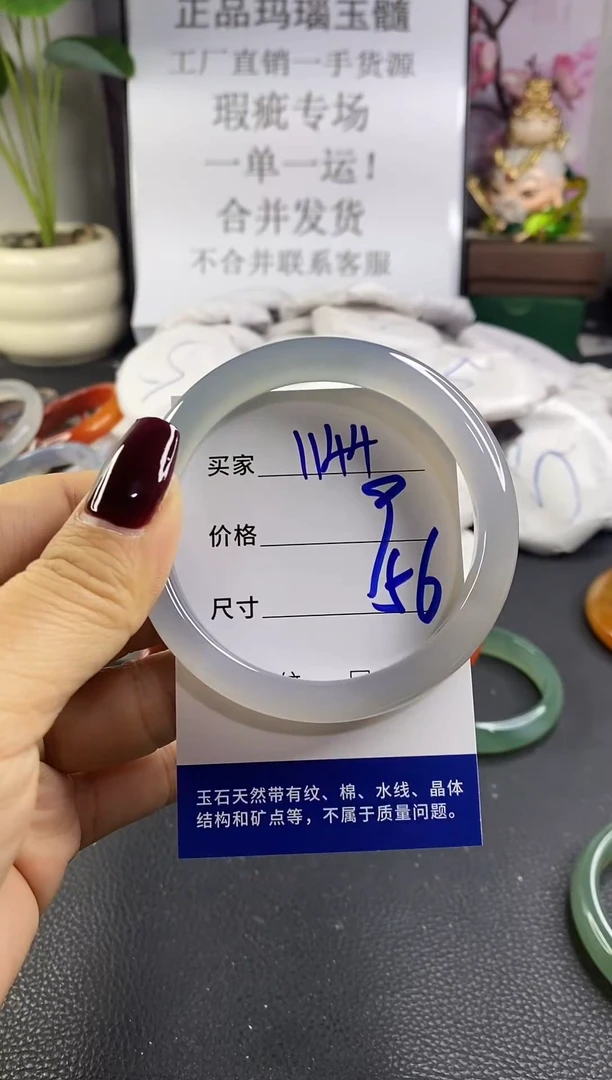 正品玛瑙玉髓
工厂直销一手货源
瑕疵专场
一单一运!
合并发货
不合并联系客服
买家 1144
价格
尺寸 56
玉石天然带有纹、棉、水线、晶体
结构和矿点等，不属于质量问题。